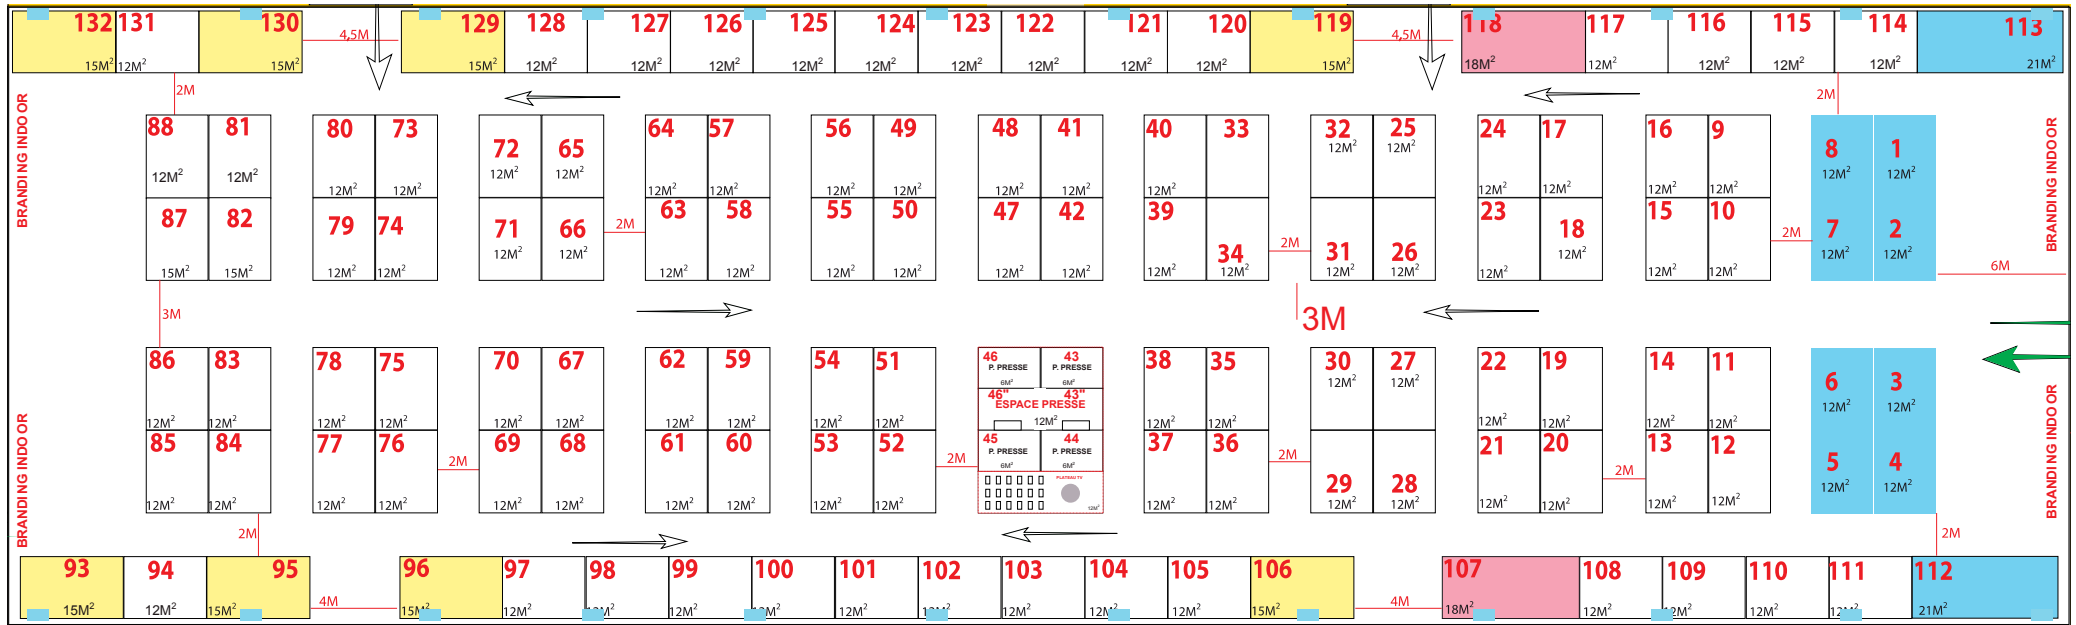 132 131 130 129 128 127 126 125 124 123 122 121 120 119 118 117 116 115 114 113
4,5M 4,5M
15M² 12M² 15M² 15M² 12M² 12M² 12M² 12M² 12M² 12M² 12M² 12M² 12M² 15M² 18M² 12M² 12M² 12M² 12M² 21M²
2M 2M
BRANDING INDOOR BRANDING INDOOR
88 81 80 73 72 65 64 57 56 49 48 41 40 33 32 25 24 17 16 9 8 1
12M² 12M² 12M² 12M² 12M² 12M² 12M² 12M² 12M² 12M² 12M² 12M² 12M² 12M² 12M² 12M² 12M² 12M² 12M² 12M² 12M²
87 82 79 74 71 66 63 58 55 50 47 42 39 34 31 26 23 18 15 10 7 2
2M 2M 2M
15M² 15M² 12M² 12M² 12M² 12M² 12M² 12M² 12M² 12M² 12M² 12M² 12M² 12M² 12M² 12M² 12M² 12M² 12M² 12M² 12M² 12M²
6M
3M 3M
86 83 78 75 70 67 62 59 54 51 46 43 38 35 30 27 22 19 14 11 6 3
P. PRESSE P. PRESSE
6M² 6M²
46" 43"
ESPACE PRESSE
12M²
12M² 12M² 12M² 12M² 12M² 12M² 12M² 12M² 12M² 12M² 12M² 12M² 12M² 12M² 12M² 12M² 12M² 12M² 12M² 12M²
85 84 77 76 69 68 61 60 53 52 45 44 37 36 29 28 21 20 13 12 5 4
P. PRESSE P. PRESSE
6M² 6M²
2M 2M 2M 2M
PLATEAU TV
12M²
12M² 12M² 12M² 12M² 12M² 12M² 12M² 12M² 12M² 12M² 12M² 12M² 12M² 12M² 12M² 12M² 12M² 12M² 12M² 12M²
BRANDING INDOOR BRANDING INDOOR
2M 2M
93 94 95 96 97 98 99 100 101 102 103 104 105 106 107 108 109 110 111 112
4M 4M
15M² 12M² 15M² 15M² 12M² 12M² 12M² 12M² 12M² 12M² 12M² 12M² 12M² 15M² 18M² 12M² 12M² 12M² 12M² 21M²